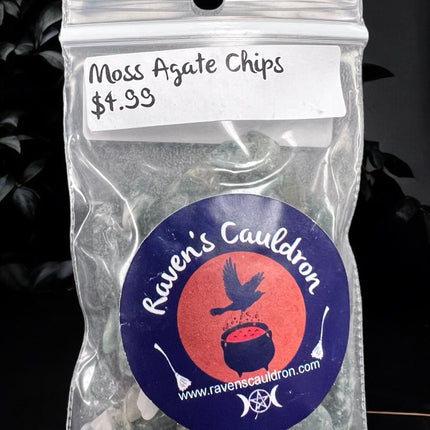 Moss Agate Chips
$4.99
Raven's Cauldron
www.ravenscauldron.com